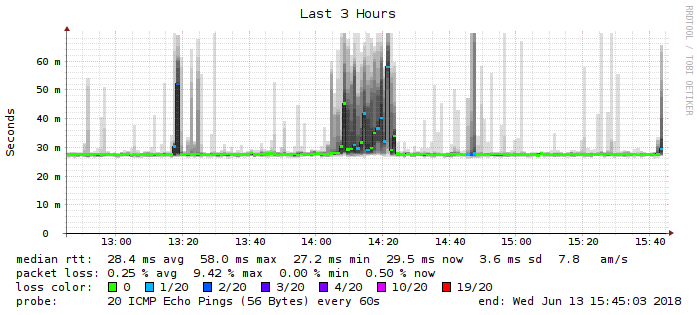 Last 3 Hours
RRDTOOL / TOBI OETIKER
Seconds
60 m
50 m
40 m
30 m
20 m
10 m
0
13:00 13:20 13:40 14:00 14:20 14:40 15:00 15:20 15:40
median rtt: 28.4 ms avg 58.0 ms max 27.2 ms min 29.5 ms now 3.6 ms sd 7.8 am/s
packet loss: 0.25 % avg 9.42 % max 0.00 % min 0.50 % now
loss color: 0 1/20 2/20 3/20 4/20 10/20 19/20
probe: 20 ICMP Echo Pings (56 Bytes) every 60s end: Wed Jun 13 15:45:03 2018